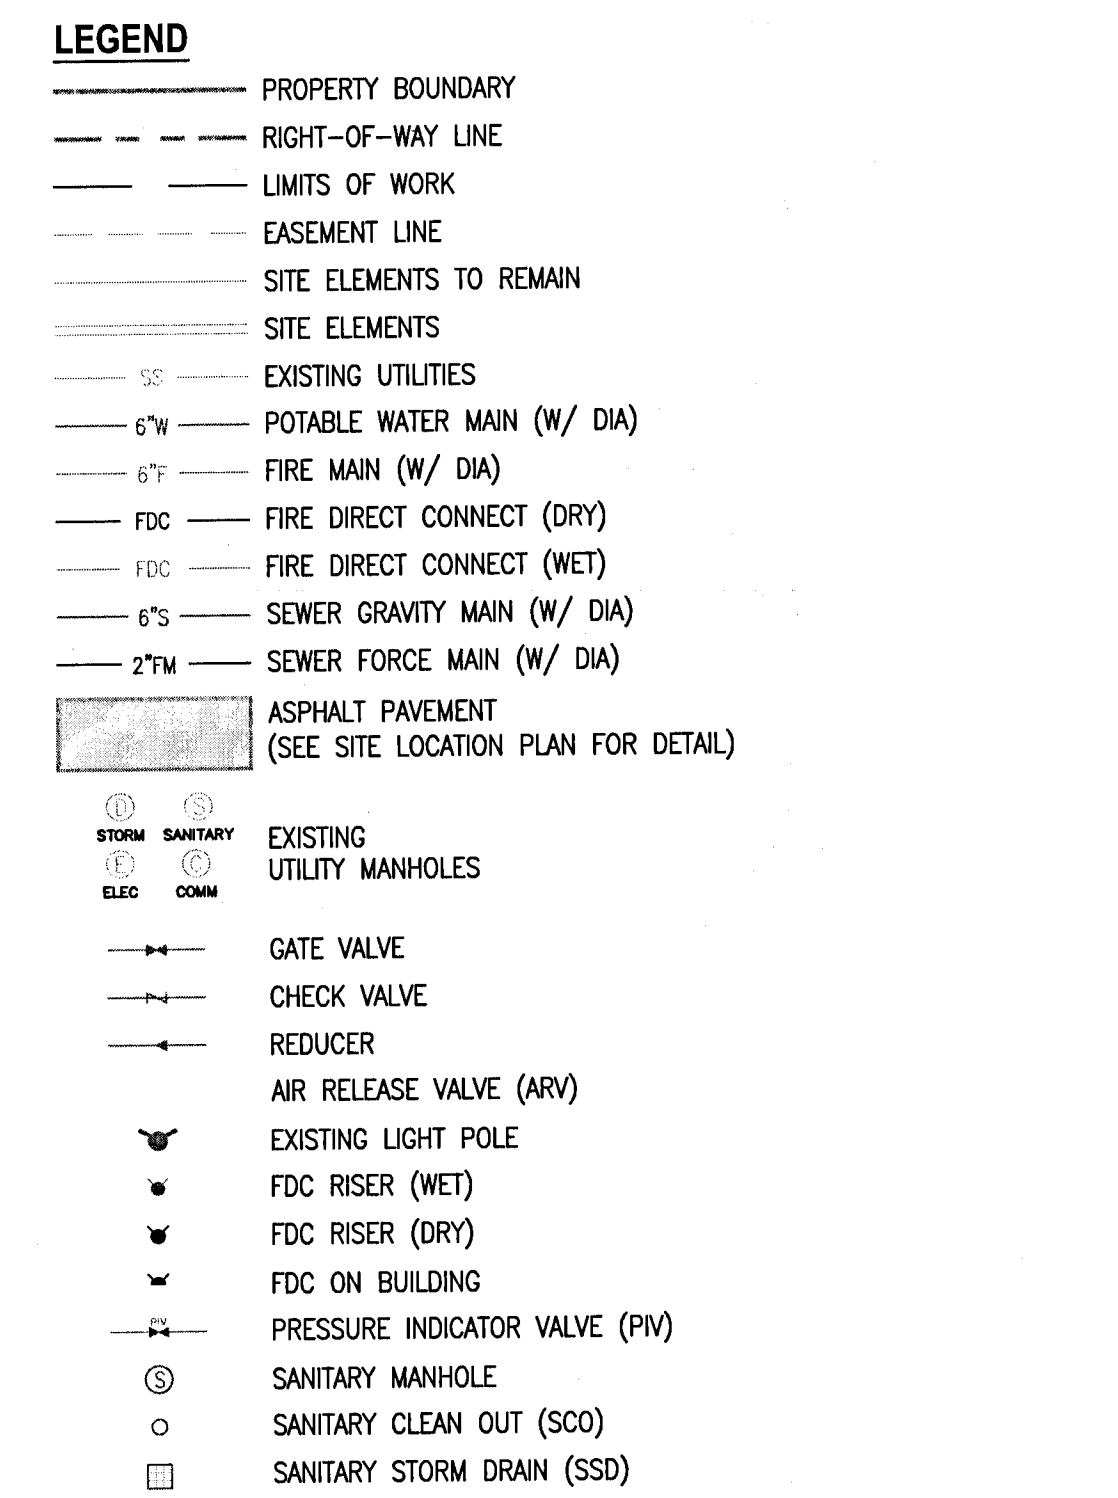 LEGEND
PROPERTY BOUNDARY
RIGHT-OF-WAY LINE
LIMITS OF WORK
EASEMENT LINE
SITE ELEMENTS TO REMAIN
SITE ELEMENTS
SS EXISTING UTILITIES
6"W POTABLE WATER MAIN (W/ DIA)
6"F FIRE MAIN (W/ DIA)
FDC FIRE DIRECT CONNECT (DRY)
FDC FIRE DIRECT CONNECT (WET)
6"S SEWER GRAVITY MAIN (W/ DIA)
2"FM SEWER FORCE MAIN (W/ DIA)
ASPHALT PAVEMENT
(SEE SITE LOCATION PLAN FOR DETAIL)
D S
STORM SANITARY
E C
ELEC COMM
EXISTING
UTILITY MANHOLES
GATE VALVE
CHECK VALVE
REDUCER
AIR RELEASE VALVE (ARV)
EXISTING LIGHT POLE
FDC RISER (WET)
FDC RISER (DRY)
FDC ON BUILDING
PIV PRESSURE INDICATOR VALVE (PIV)
S SANITARY MANHOLE
SANITARY CLEAN OUT (SCO)
SANITARY STORM DRAIN (SSD)